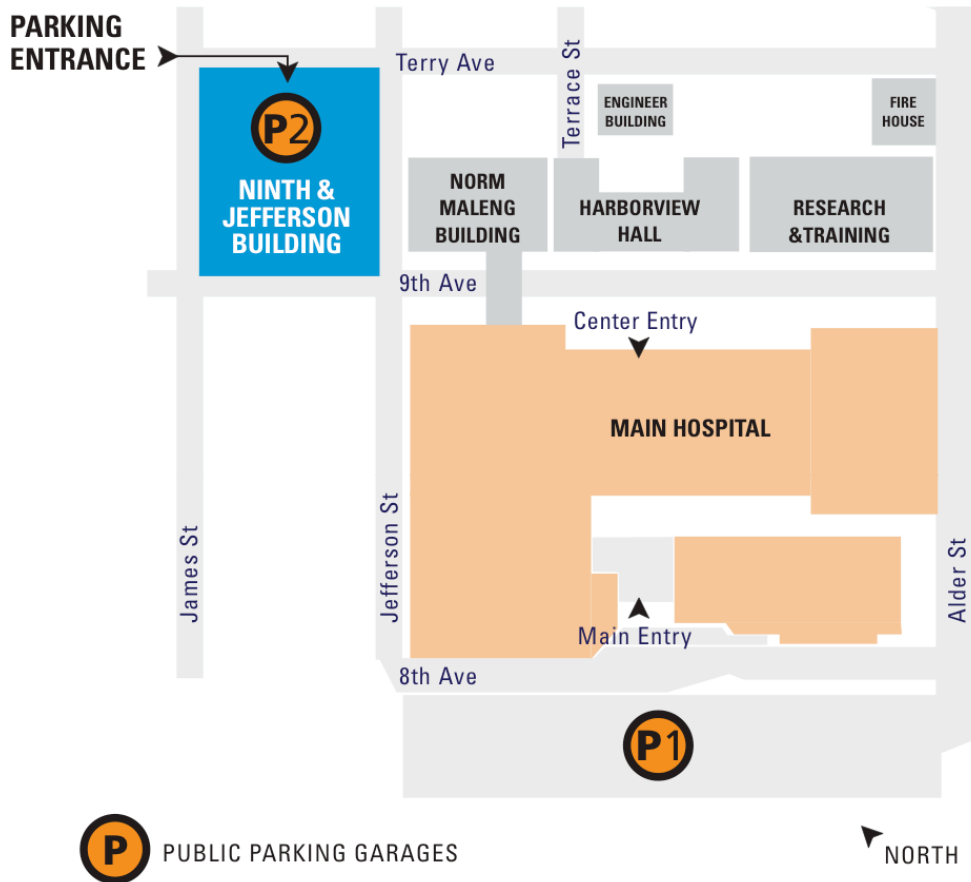 PARKING
ENTRANCE
Terry Ave
Terrace St
ENGINEER
BUILDING
FIRE
HOUSE
P2
NINTH &
JEFFERSON
BUILDING
NORM
MALENG
BUILDING
HARBORVIEW
HALL
RESEARCH
&TRAINING
9th Ave
Center Entry
MAIN HOSPITAL
James St
Jefferson St
Alder St
Main Entry
8th Ave
P1
P
PUBLIC PARKING GARAGES
NORTH